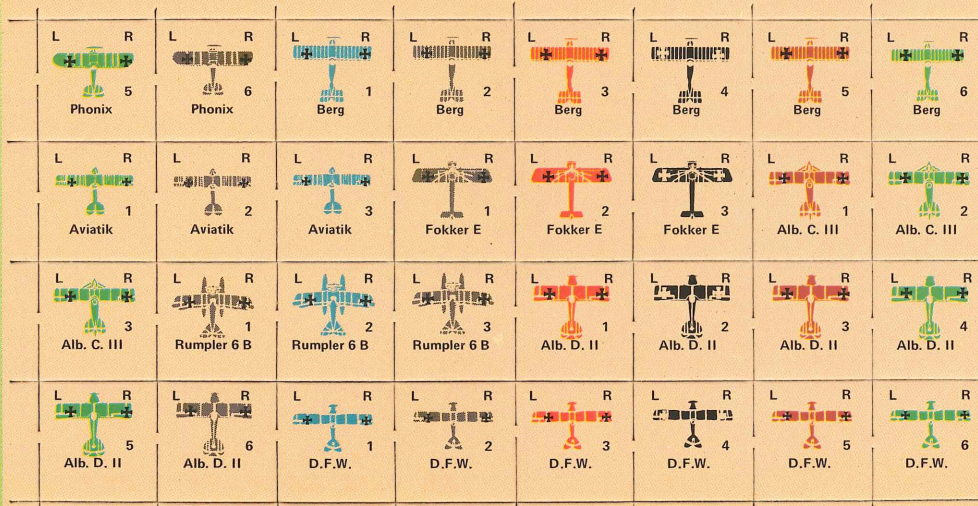 L R L R L R L R L R L R L R L R
5 6 1 2 3 4 5 6
Phonix Phonix Berg Berg Berg Berg Berg Berg
L R L R L R L R L R L R L R L R
1 2 3 1 2 3 1 2
Aviatik Aviatik Aviatik Fokker E Fokker E Fokker E Alb. C. III Alb. C. III
L R L R L R L R L R L R L R L R
3 1 2 3 1 2 3 4
Alb. C. III Rumpler 6 B Rumpler 6 B Rumpler 6 B Alb. D. II Alb. D. II Alb. D. II Alb. D. II
L R L R L R L R L R L R L R L R
5 6 1 2 3 4 5 6
Alb. D. II Alb. D. II D.F.W. D.F.W. D.F.W. D.F.W. D.F.W. D.F.W.